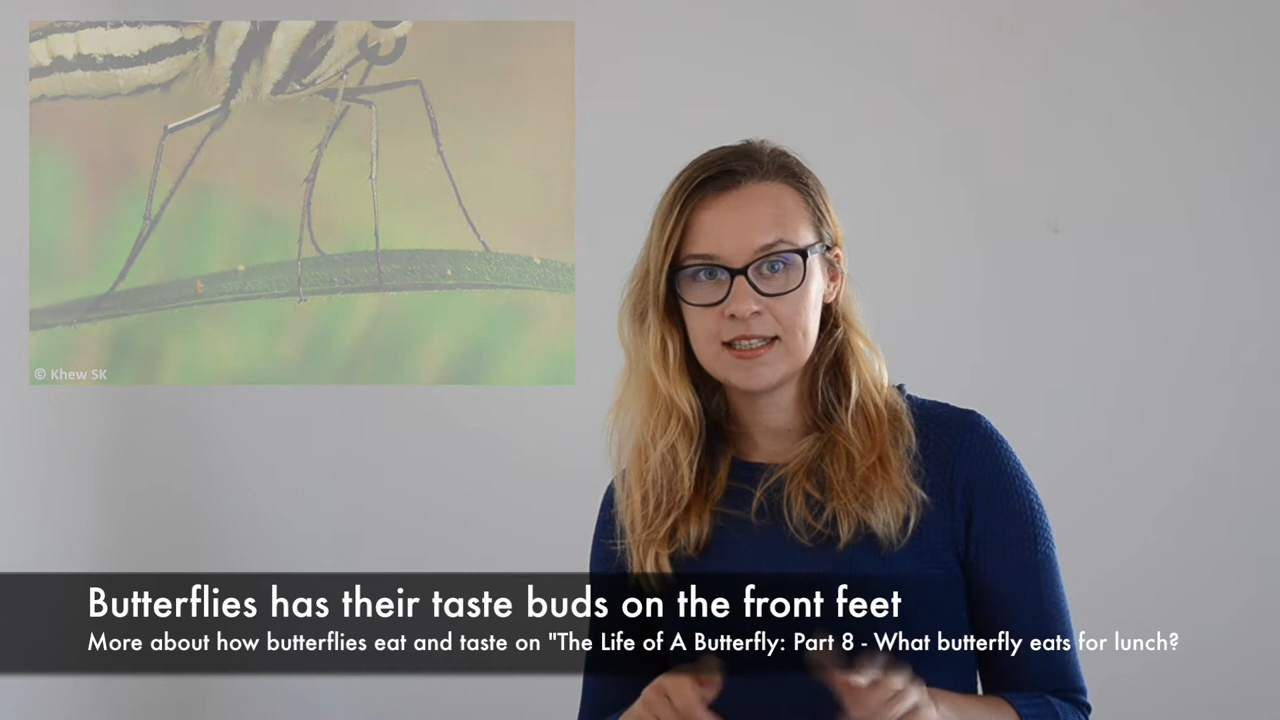 © Khew SK
Butterflies has their taste buds on the front feet
More about how butterflies eat and taste on "The Life of A Butterfly: Part 8 - What butterfly eats for lunch?